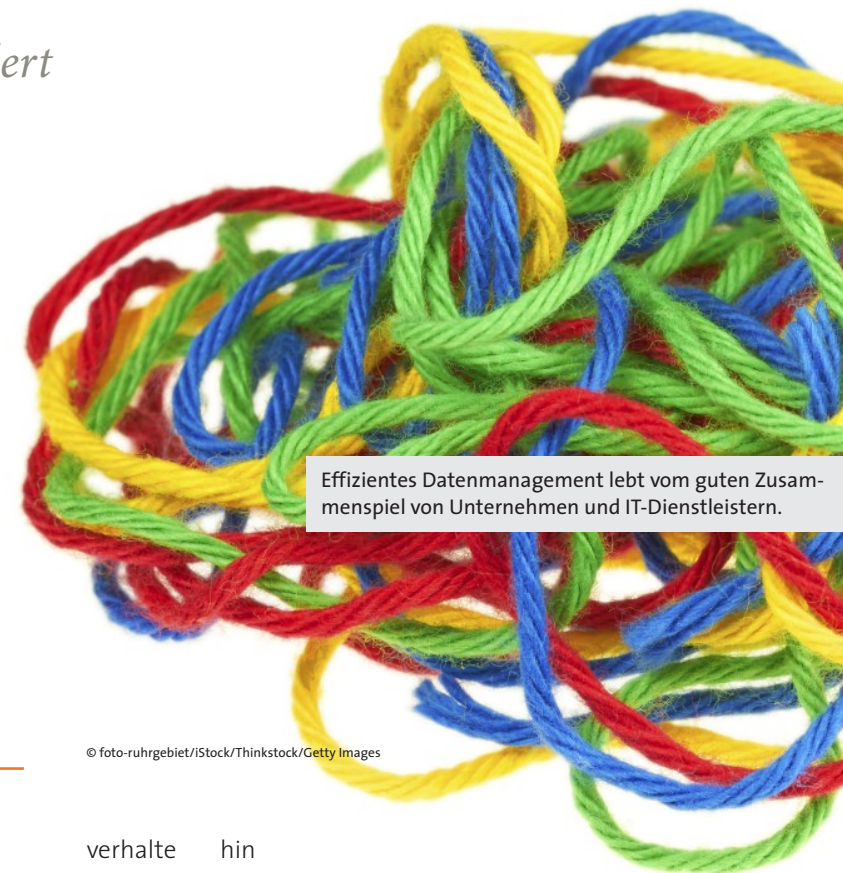 ert
Effizientes Datenmanagement lebt vom guten Zusam-
menspiel von Unternehmen und IT-Dienstleistern.
© foto-ruhrgebiet/iStock/Thinkstock/Getty Images
verhalte hin